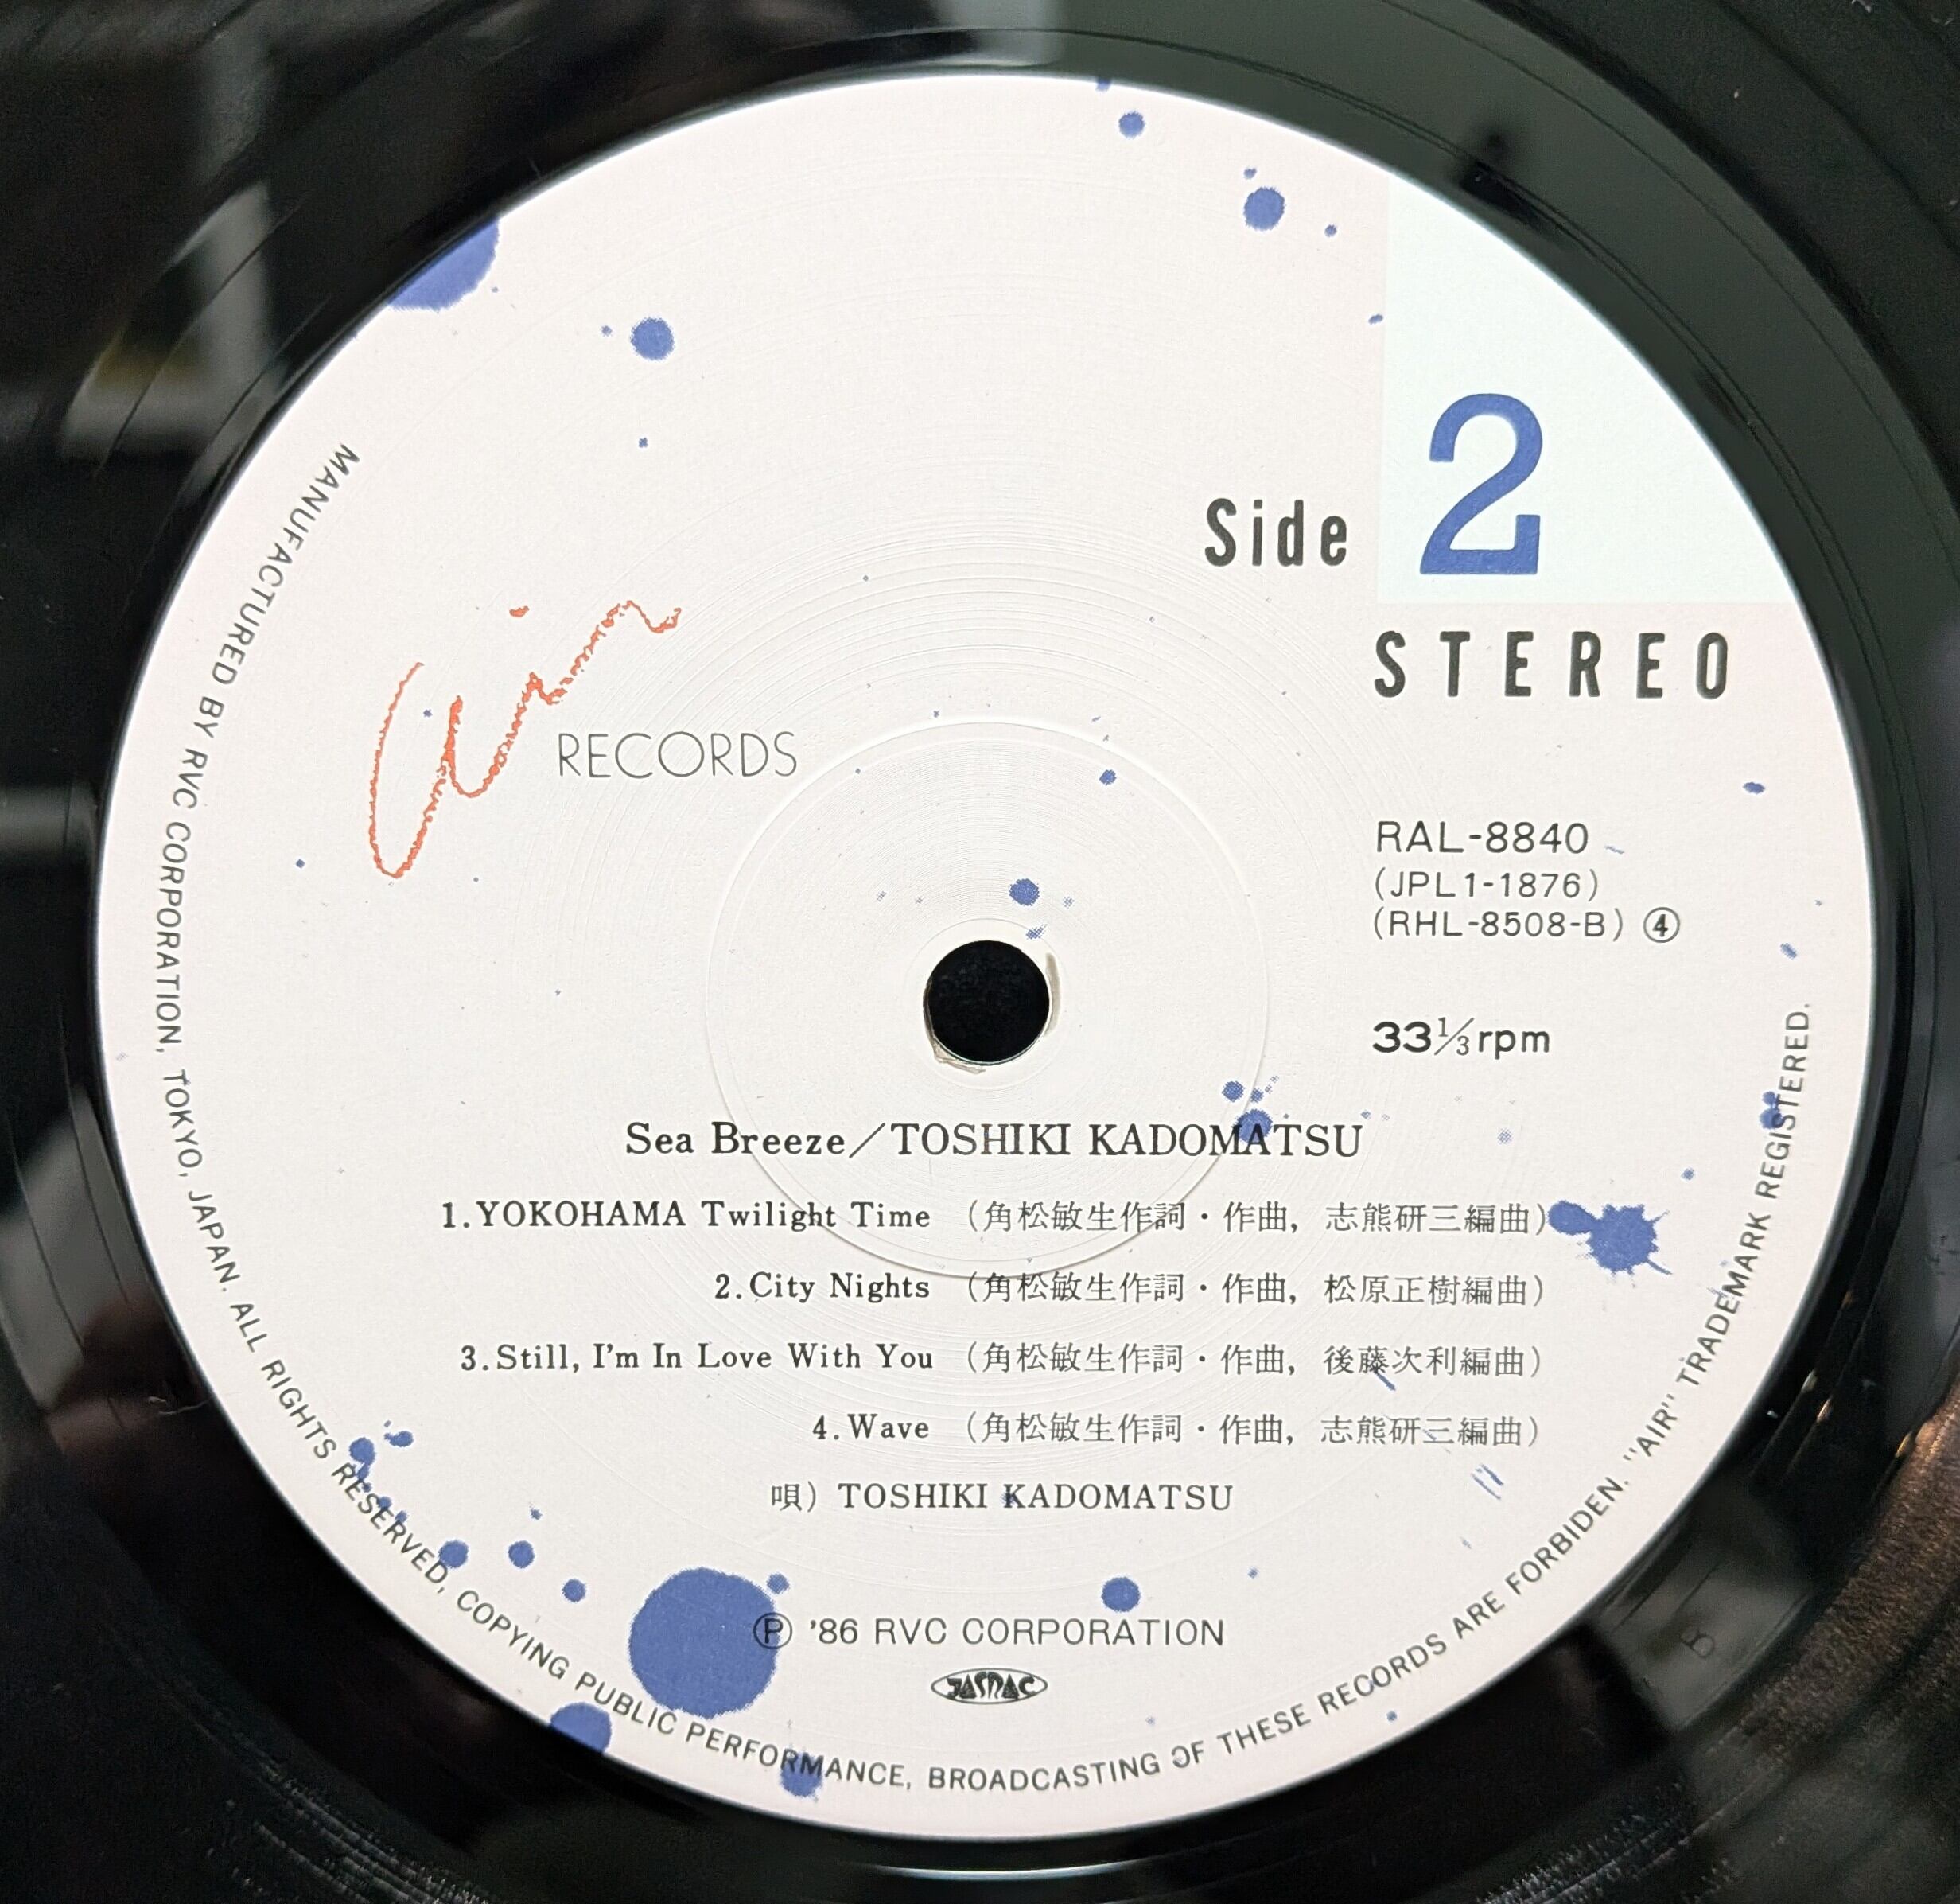 Side 2
STEREO
Air
RECORDS
RAL-8840
(JPL1-1876)
(RHL-8508-B) ④
33⅓rpm
Sea Breeze／TOSHIKI KADOMATSU
1.YOKOHAMA Twilight Time （角松敏生作詞・作曲，志熊研三編曲）
2.City Nights （角松敏生作詞・作曲，松原正樹編曲）
3.Still, I'm In Love With You （角松敏生作詞・作曲，後藤次利編曲）
4.Wave （角松敏生作詞・作曲，志熊研三編曲）
唄）TOSHIKI KADOMATSU
Ⓟ '86 RVC CORPORATION
JASRAC
MANUFACTURED BY RVC CORPORATION, TOKYO, JAPAN. ALL RIGHTS RESERVED, COPYING PUBLIC PERFORMANCE, BROADCASTING OF THESE RECORDS ARE FORBIDEN. "AIR" TRADEMARK REGISTERED.